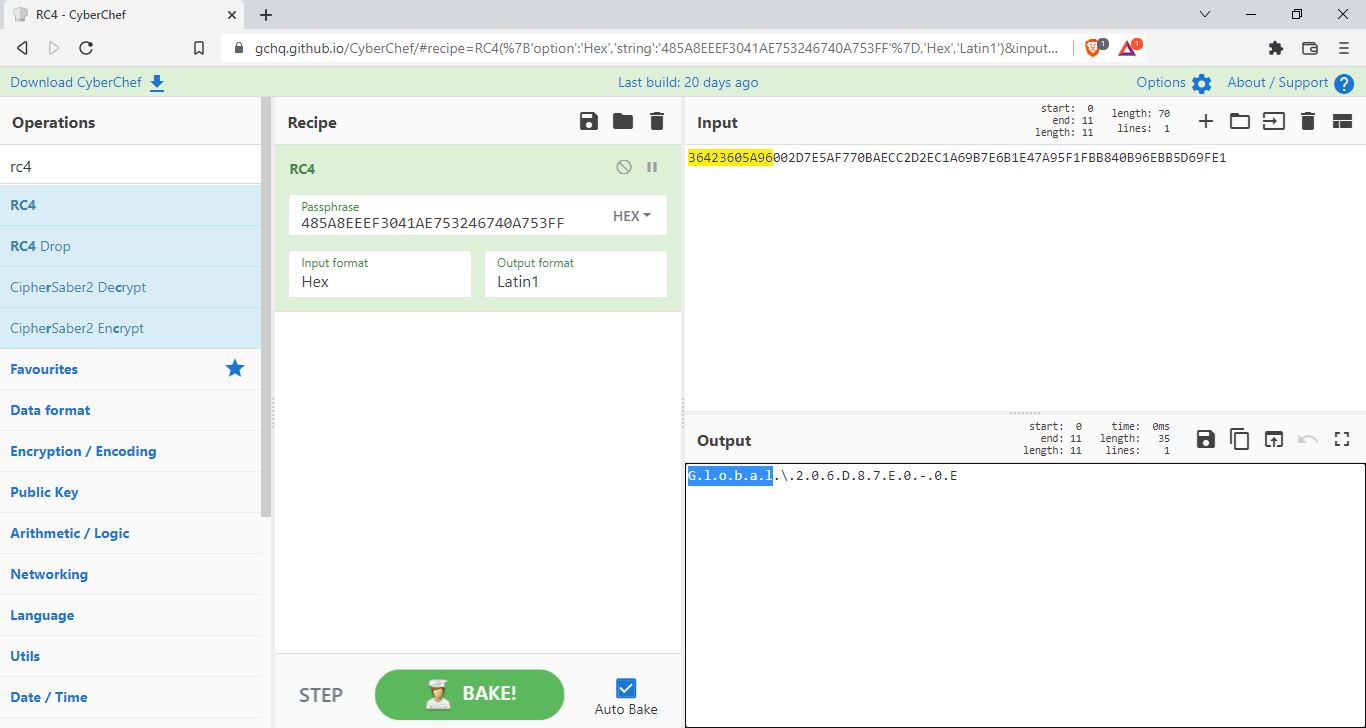 RC4 - CyberChef
gchq.github.io/CyberChef/#recipe=RC4(%7B'option':'Hex','string':'485A8EEEF3041AE753246740A753FF'%7D,'Hex','Latin1')&input...
1
1
Download CyberChef
Last build: 20 days ago
Options
About / Support
Operations
rc4
RC4
RC4 Drop
CipherSaber2 Decrypt
CipherSaber2 Encrypt
Favourites
Data format
Encryption / Encoding
Public Key
Arithmetic / Logic
Networking
Language
Utils
Date / Time
Recipe
RC4
Passphrase
485A8EEEF3041AE753246740A753FF
HEX
Input format
Hex
Output format
Latin1
STEP
BAKE!
Auto Bake
Input
start: 0
end: 11
length: 11
length: 70
lines: 1
36423605A96002D7E5AF770BAECC2D2EC1A69B7E6B1E47A95F1FBB840B96EBB5D69FE1
Output
start: 0
end: 11
length: 11
time: 0ms
length: 35
lines: 1
G.l.o.b.a.l.\.2.0.6.D.8.7.E.0.-.0.E